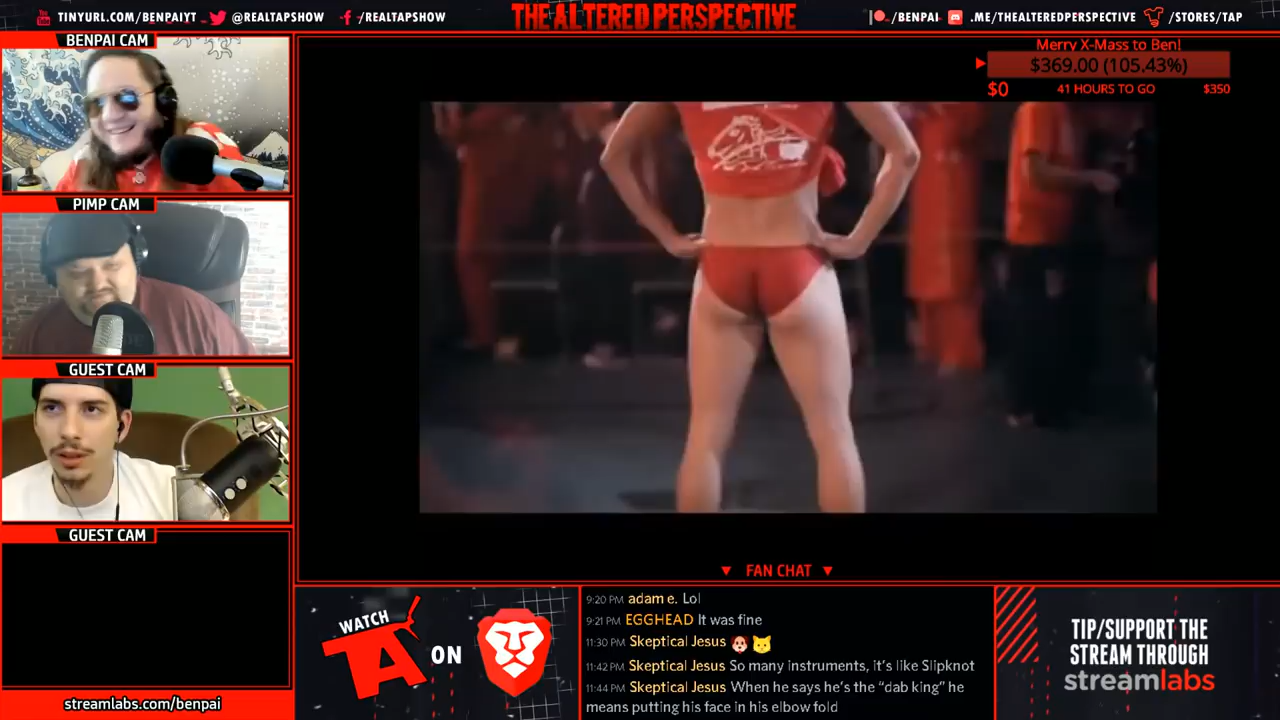 TINYURL.COM/BENPAIYT @REALTAPSHOW /REALTAPSHOW THE ALTERED PERSPECTIVE /BENPAI .ME/THEALTEREDPERSPECTIVE /STORES/TAP
BENPAI CAM
Merry X-Mass to Ben!
$369.00 (105.43%)
$0 41 HOURS TO GO $350
PIMP CAM
GUEST CAM
GUEST CAM
streamlabs.com/benpai
▼ FAN CHAT ▼
WATCH
TA ON
9:20 PM adam e. Lol
9:21 PM EGGHEAD It was fine
11:30 PM Skeptical Jesus 🐶 🐱
11:42 PM Skeptical Jesus So many instruments, it's like Slipknot
11:44 PM Skeptical Jesus When he says he's the “dab king” he
means putting his face in his elbow fold
TIP/SUPPORT THE
STREAM THROUGH
streamlabs